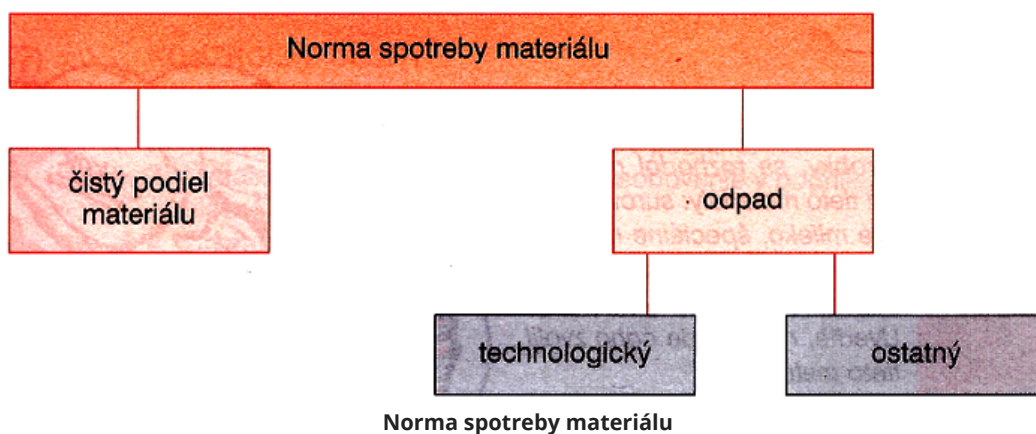 Norma spotreby materiálu
čistý podiel
materiálu
odpad
technologický
ostatný
Norma spotreby materiálu